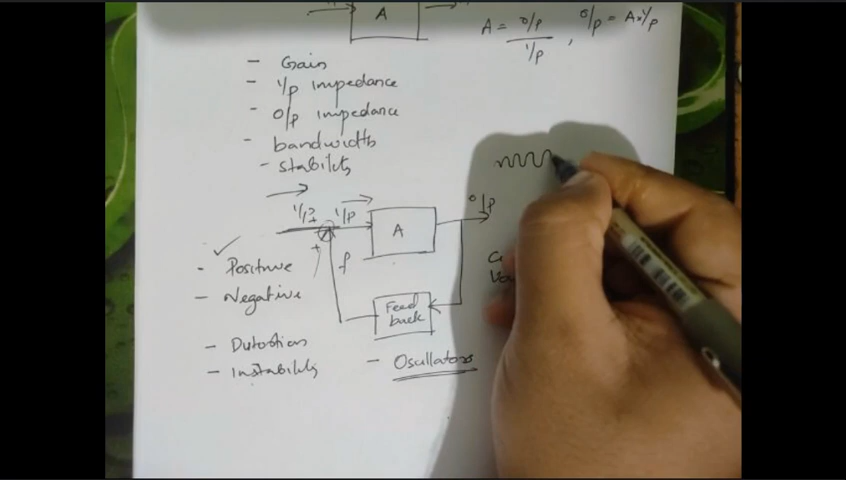 A
A = o/p / i/p , o/p = A x i/p
- Gain
- i/p impedance
- o/p impedance
- bandwidth
- stability
i/p + i/p A o/p
+ f
✓
- Positive
- Negative
Feed back
- Distortion
- Instability
- Oscillators